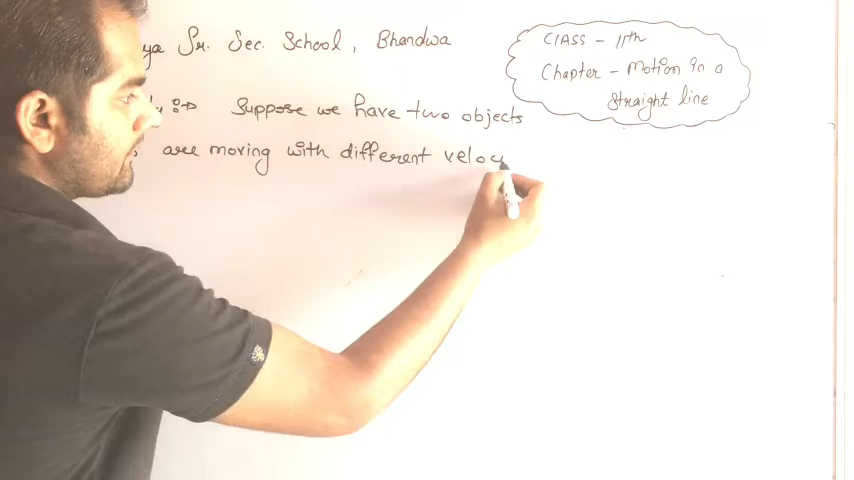 Sr. Sec. School, Bhandwa
Suppose we have two objects
are moving with different veloc
CLASS - 11th
Chapter - Motion in a
straight line